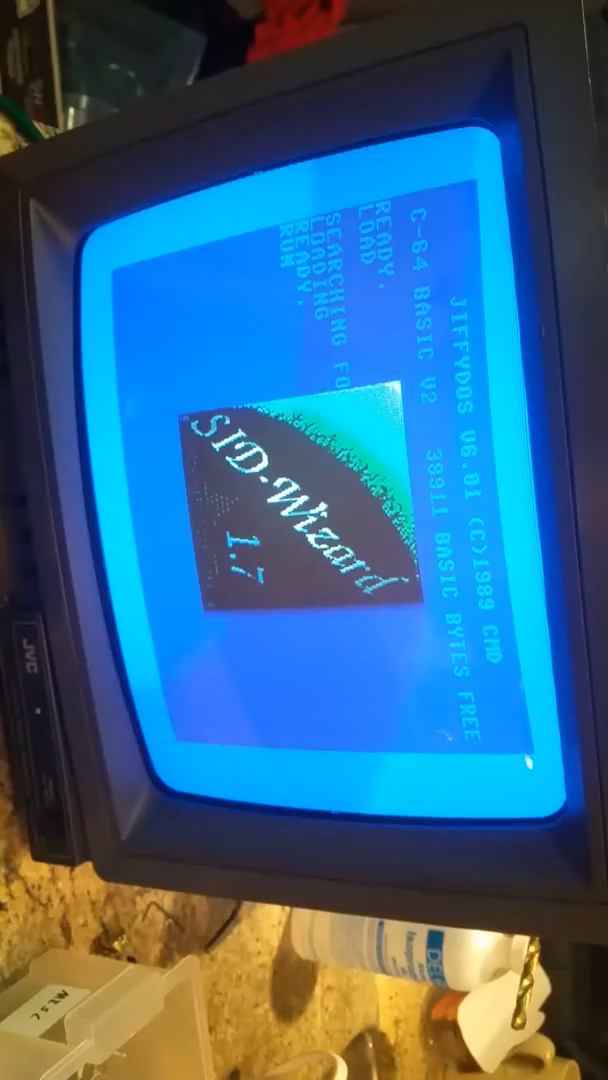 JIFFYDOS V6.01 (C)1989 CMD
C-64 BASIC V2   38911 BASIC BYTES FREE
READY.
LOAD
SEARCHING FO
LOADING
READY.
RUN
SID-Wizard
1.7
JVC
MISC